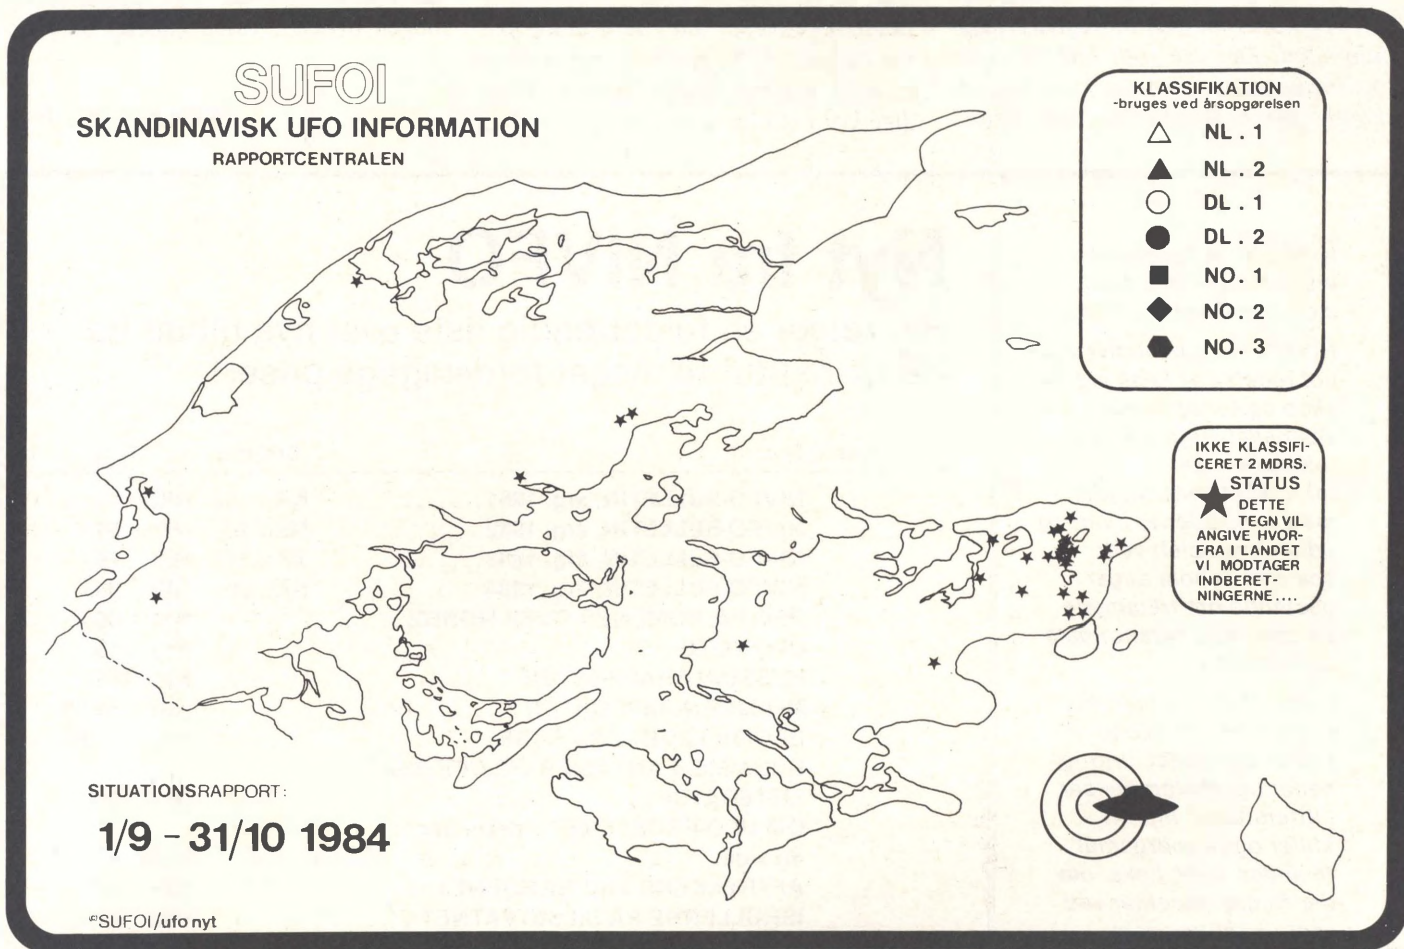 SUFOI
SKANDINAVISK UFO INFORMATION
RAPPORTCENTRALEN
KLASSIFIKATION
-bruges ved årsopgørelsen
NL . 1
NL . 2
DL . 1
DL . 2
NO . 1
NO . 2
NO . 3
IKKE KLASSIFI-
CERET 2 MDRS.
STATUS
DETTE
TEGN VIL
ANGIVE HVOR-
FRA I LANDET
VI MODTAGER
INDBERET-
NINGERNE....
SITUATIONSRAPPORT:
1/9 - 31/10 1984
©SUFOI/ufo nyt